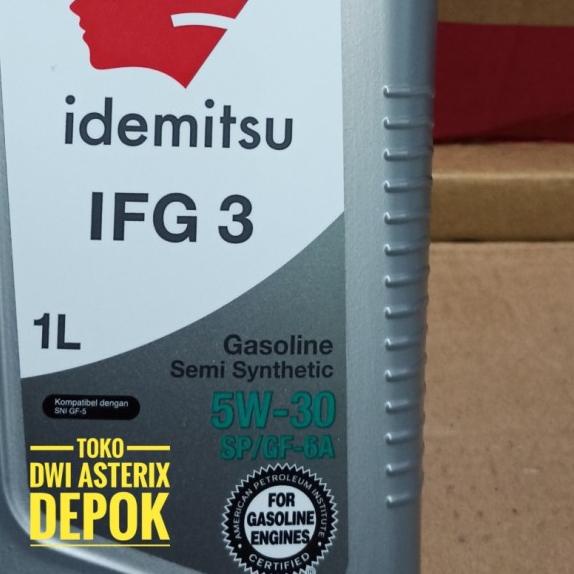 idemitsu
IFG 3
1L
Gasoline
Semi Synthetic
Kompatibel dengan
SNI GF-5
5W-30
SP/GF-6A
AMERICAN PETROLEUM INSTITUTE
FOR
GASOLINE
ENGINES
CERTIFIED
TOKO
DWI ASTERIX
DEPOK